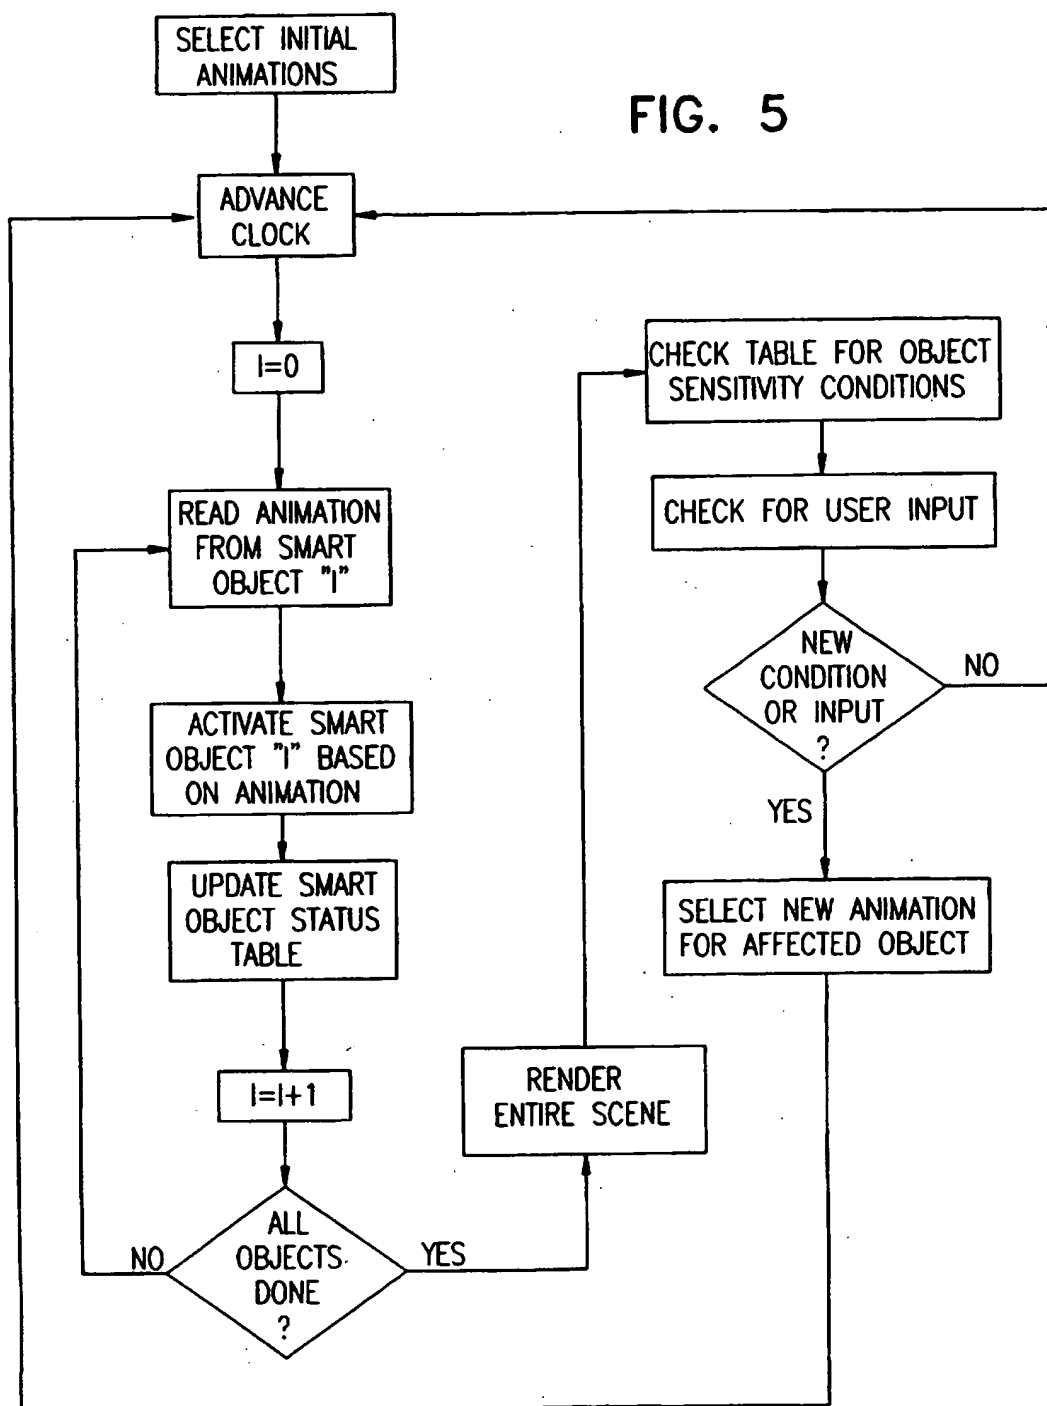 SELECT INITIAL
ANIMATIONS
FIG. 5
ADVANCE
CLOCK
I=0
READ ANIMATION
FROM SMART
OBJECT "I"
ACTIVATE SMART
OBJECT "I" BASED
ON ANIMATION
UPDATE SMART
OBJECT STATUS
TABLE
I=I+1
ALL
OBJECTS
DONE
?
NO
YES
RENDER
ENTIRE SCENE
CHECK TABLE FOR OBJECT
SENSITIVITY CONDITIONS
CHECK FOR USER INPUT
NEW
CONDITION
OR INPUT
?
NO
YES
SELECT NEW ANIMATION
FOR AFFECTED OBJECT